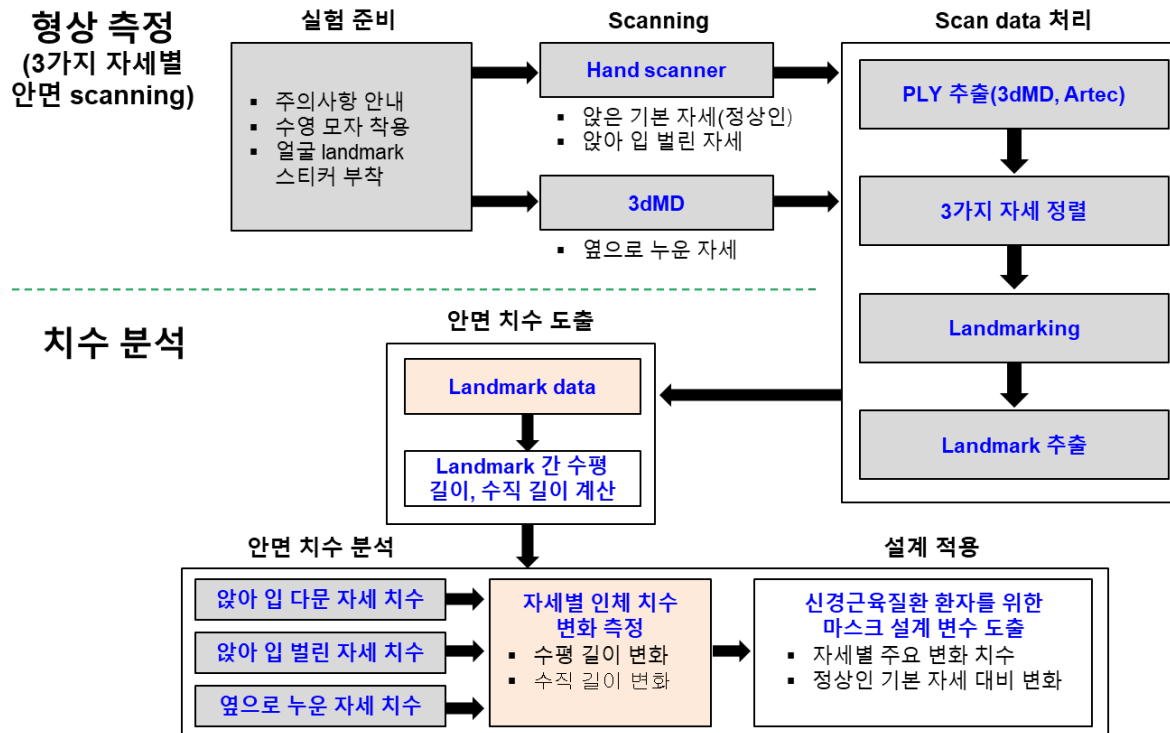 형상 측정
(3가지 자세별
안면 scanning)
실험 준비
▪ 주의사항 안내
▪ 수영 모자 착용
▪ 얼굴 landmark
스티커 부착
Scanning
Hand scanner
▪ 앉은 기본 자세(정상인)
▪ 앉아 입 벌린 자세
3dMD
▪ 옆으로 누운 자세
Scan data 처리
PLY 추출(3dMD, Artec)
3가지 자세 정렬
Landmarking
Landmark 추출
치수 분석
안면 치수 도출
Landmark data
Landmark 간 수평
길이, 수직 길이 계산
안면 치수 분석
앉아 입 다문 자세 치수
앉아 입 벌린 자세 치수
옆으로 누운 자세 치수
자세별 인체 치수
변화 측정
▪ 수평 길이 변화
▪ 수직 길이 변화
설계 적용
신경근육질환 환자를 위한
마스크 설계 변수 도출
▪ 자세별 주요 변화 치수
▪ 정상인 기본 자세 대비 변화